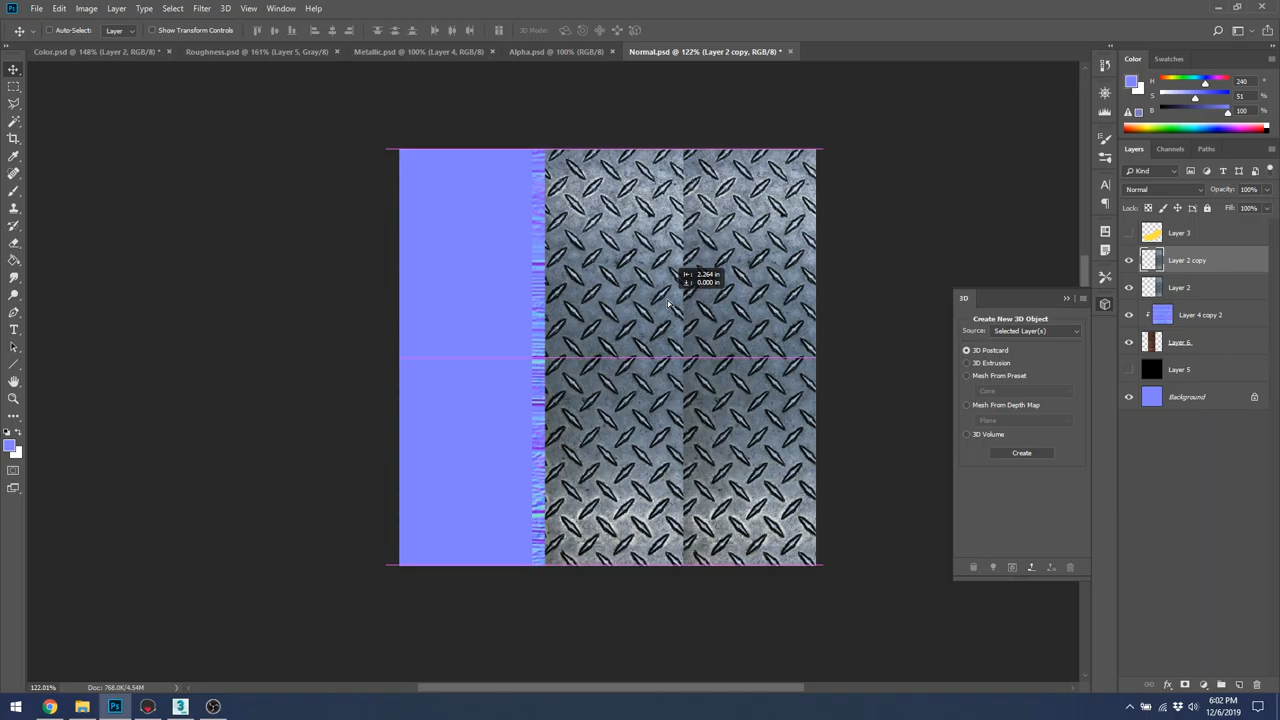 Ps File Edit Image Layer Type Select Filter 3D View Window Help
Auto-Select: Layer Show Transform Controls 3D Mode:
Color.psd @ 148% (Layer 2, RGB/8) * × Roughness.psd @ 161% (Layer 5, Gray/8) × Metallic.psd @ 100% (Layer 4, RGB/8) × Alpha.psd @ 100% (RGB/8) × Normal.psd @ 122% (Layer 2 copy, RGB/8) * ×
Color Swatches
H 240 °
S 51 %
B 100 %
Layers Channels Paths
Kind
Normal Opacity: 100%
Lock: Fill: 100%
Layer 3
Layer 2 copy
Layer 2
Layer 4 copy 2
Layer 6
Layer 5
Background
2.264 in
0.000 in
3D
Create New 3D Object
Source: Selected Layer(s)
3D Postcard
3D Extrusion
Mesh From Preset
Cone
Mesh From Depth Map
Plane
3D Volume
Create
122.01% Doc: 768.0K/4.54M
Ps 3
6:02 PM
12/6/2019